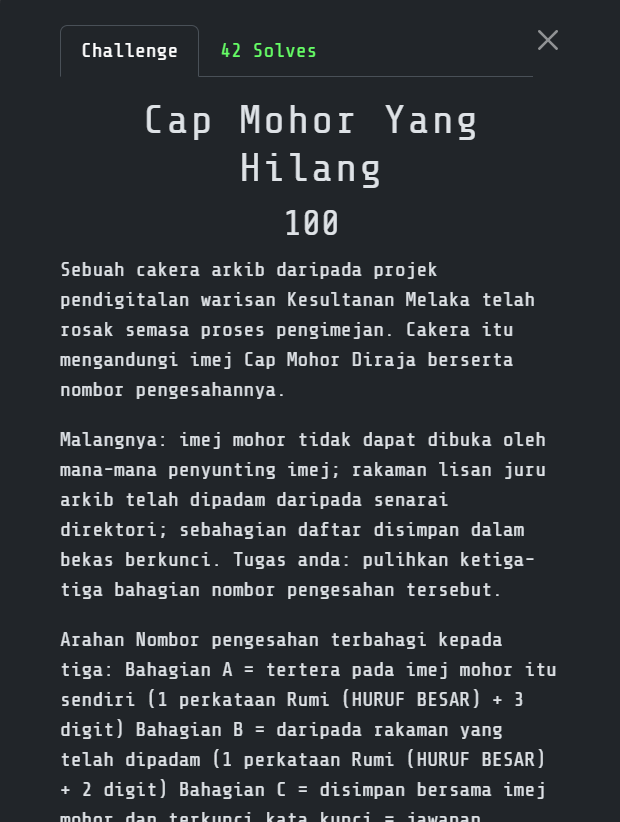 Challenge
42 Solves
Cap Mohor Yang
Hilang
100
Sebuah cakera arkib daripada projek
pendigitalan warisan Kesultanan Melaka telah
rosak semasa proses pengimejan. Cakera itu
mengandungi imej Cap Mohor Diraja berserta
nombor pengesahannya.
Malangnya: imej mohor tidak dapat dibuka oleh
mana-mana penyunting imej; rakaman lisan juru
arkib telah dipadam daripada senarai
direktori; sebahagian daftar disimpan dalam
bekas berkunci. Tugas anda: pulihkan ketiga-
tiga bahagian nombor pengesahan tersebut.
Arahan Nombor pengesahan terbahagi kepada
tiga: Bahagian A = tertera pada imej mohor itu
sendiri (1 perkataan Rumi (HURUF BESAR) + 3
digit) Bahagian B = daripada rakaman yang
telah dipadam (1 perkataan Rumi (HURUF BESAR)
+ 2 digit) Bahagian C = disimpan bersama imej
mohor dan terkunci kata kunci = jawapan